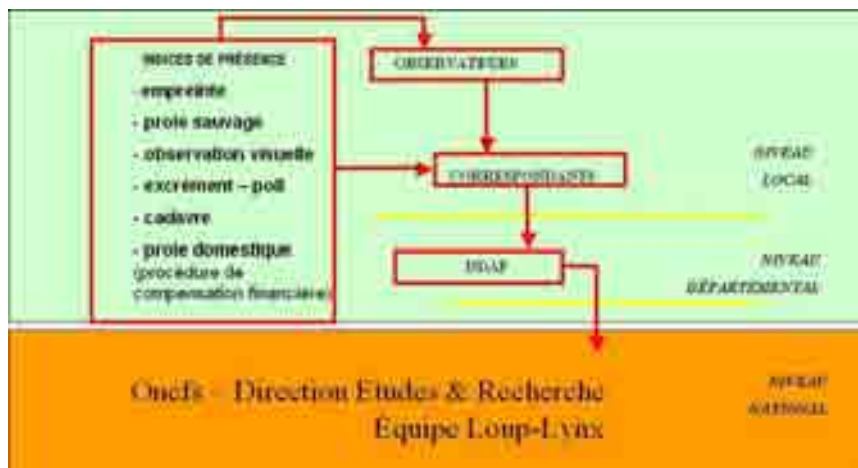 INDICES DE PRÉSENCE
- empreinte
- proie sauvage
- observation visuelle
- excrément – poil
- cadavre
- proie domestique
(procédure de
compensation financière)
OBSERVATEURS
CORRESPONDANTS
DDAF
NIVEAU
LOCAL
NIVEAU
DÉPARTEMENTAL
Oncfs – Direction Etudes & Recherche
Equipe Loup-Lynx
NIVEAU
NATIONAL